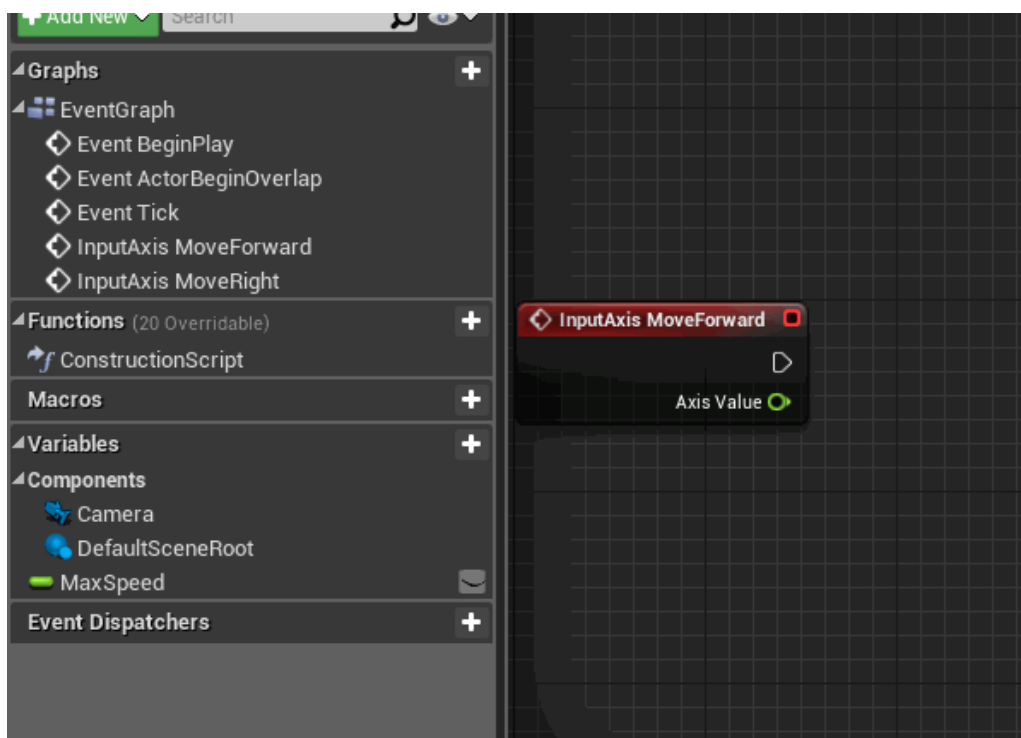 Add New
Search
Graphs
EventGraph
Event BeginPlay
Event ActorBeginOverlap
Event Tick
InputAxis MoveForward
InputAxis MoveRight
Functions (20 Overridable)
ConstructionScript
Macros
Variables
Components
Camera
DefaultSceneRoot
MaxSpeed
Event Dispatchers
InputAxis MoveForward
Axis Value